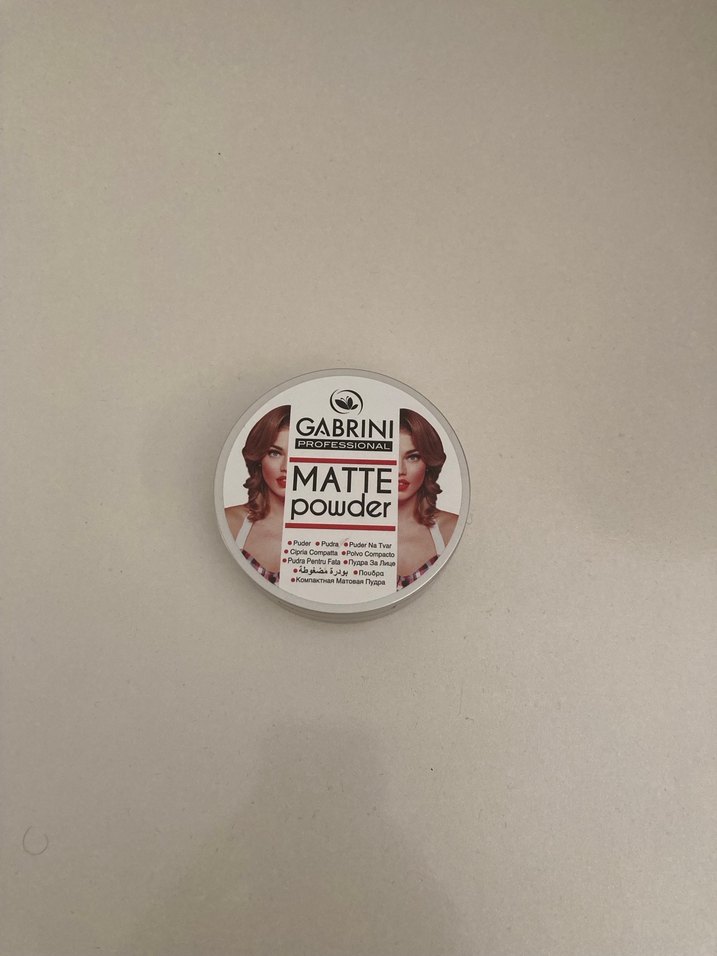 GABRINI
PROFESSIONAL
MATTE
powder
• Puder • Pudra • Puder Na Tvar
• Cipria Compatta • Polvo Compacto
• Pudra Pentru Fata • Пудра За Лице
• بودرة مضغوطة • Πουδρα
• Компактная Матовая Пудра